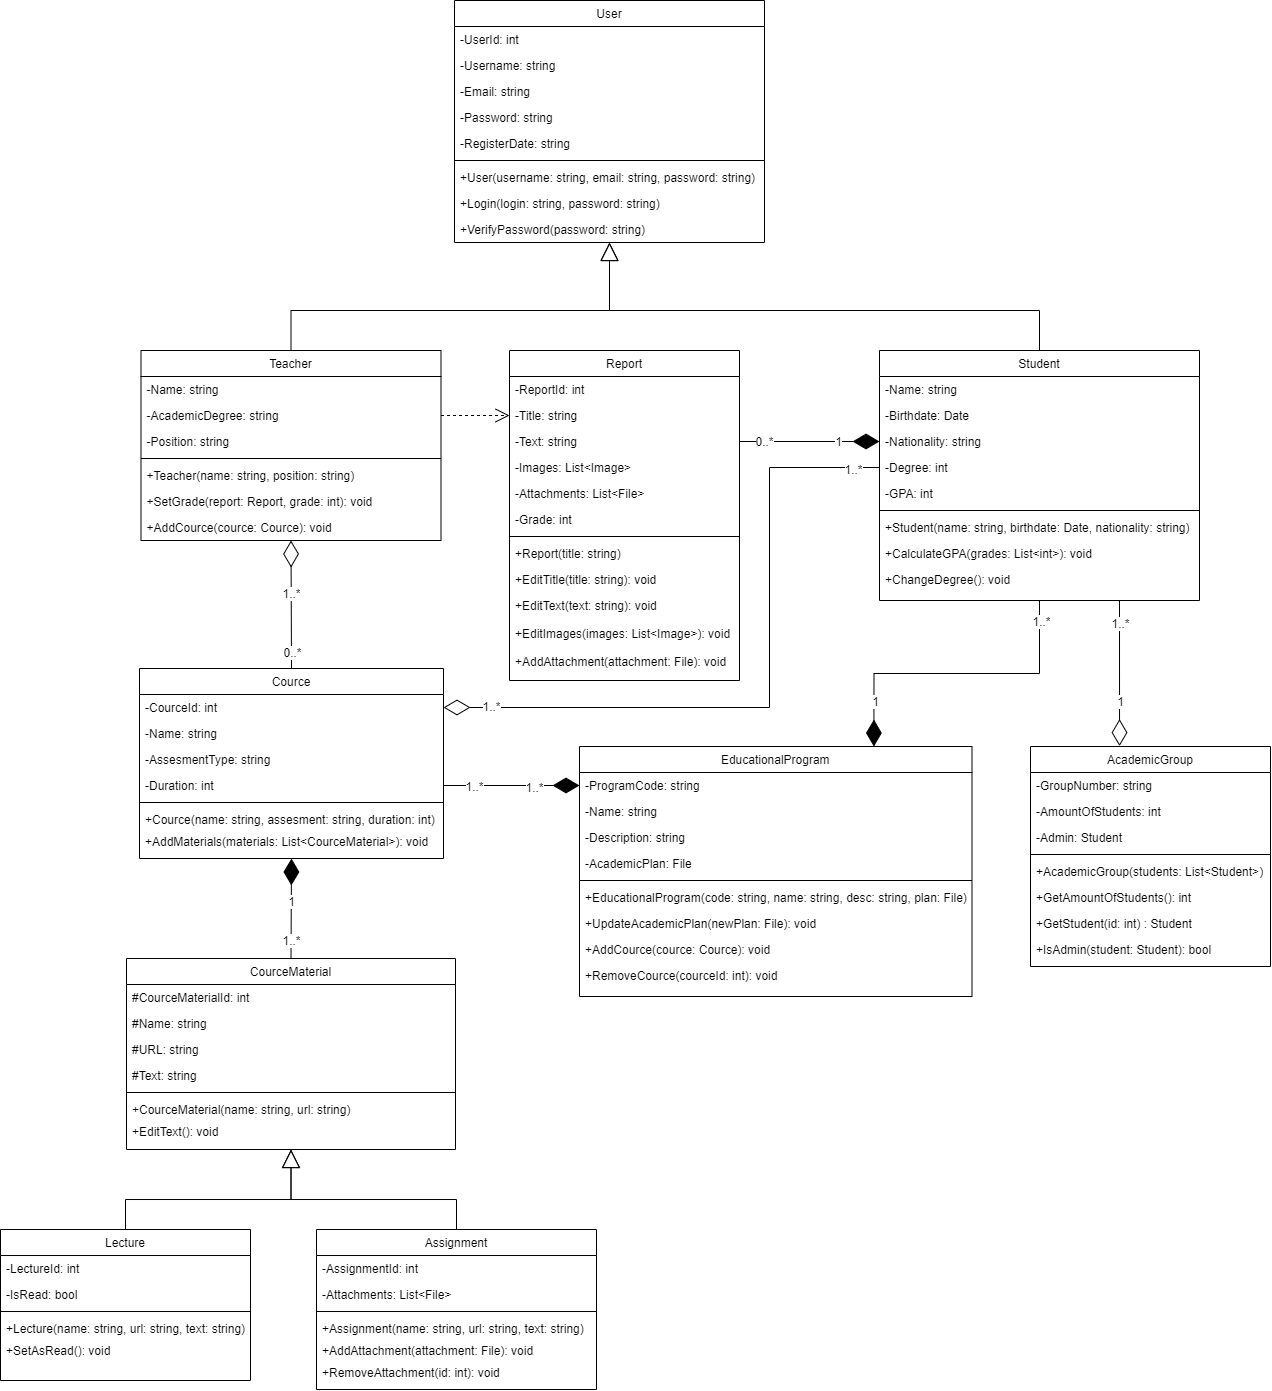 User
-UserId: int
-Username: string
-Email: string
-Password: string
-RegisterDate: string
+User(username: string, email: string, password: string)
+Login(login: string, password: string)
+VerifyPassword(password: string)
Teacher
-Name: string
-AcademicDegree: string
-Position: string
+Teacher(name: string, position: string)
+SetGrade(report: Report, grade: int): void
+AddCource(cource: Cource): void
Report
-ReportId: int
-Title: string
-Text: string
-Images: List<Image>
-Attachments: List<File>
-Grade: int
+Report(title: string)
+EditTitle(title: string): void
+EditText(text: string): void
+EditImages(images: List<Image>): void
+AddAttachment(attachment: File): void
0..*
1
1..*
Student
-Name: string
-Birthdate: Date
-Nationality: string
-Degree: int
-GPA: int
+Student(name: string, birthdate: Date, nationality: string)
+CalculateGPA(grades: List<int>): void
+ChangeDegree(): void
1..*
0..*
1..*
1..*
Cource
-CourceId: int
-Name: string
-AssesmentType: string
-Duration: int
+Cource(name: string, assesment: string, duration: int)
+AddMaterials(materials: List<CourceMaterial>): void
1..*
1..*
1..*
1
1
EducationalProgram
-ProgramCode: string
-Name: string
-Description: string
-AcademicPlan: File
+EducationalProgram(code: string, name: string, desc: string, plan: File)
+UpdateAcademicPlan(newPlan: File): void
+AddCource(cource: Cource): void
+RemoveCource(courceId: int): void
AcademicGroup
-GroupNumber: string
-AmountOfStudents: int
-Admin: Student
+AcademicGroup(students: List<Student>)
+GetAmountOfStudents(): int
+GetStudent(id: int) : Student
+IsAdmin(student: Student): bool
1
1..*
CourceMaterial
#CourceMaterialId: int
#Name: string
#URL: string
#Text: string
+CourceMaterial(name: string, url: string)
+EditText(): void
Lecture
-LectureId: int
-IsRead: bool
+Lecture(name: string, url: string, text: string)
+SetAsRead(): void
Assignment
-AssignmentId: int
-Attachments: List<File>
+Assignment(name: string, url: string, text: string)
+AddAttachment(attachment: File): void
+RemoveAttachment(id: int): void